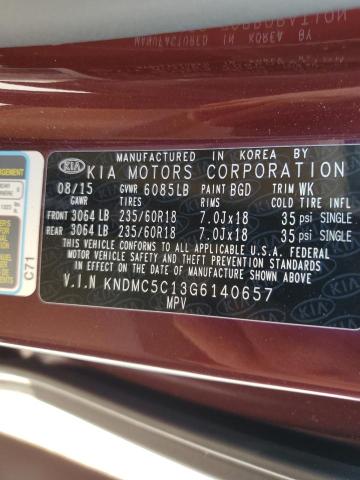 MANUFACTURED IN KOREA BY
KIA KIA MOTORS CORPORATION
08/15 GVWR 6085LB PAINT BGD TRIM WK
GAWR TIRES RIMS COLD TIRE INFL
FRONT 3064 LB 235/60R18 7.0Jx18 35 psi SINGLE
REAR 3064 LB 235/60R18 7.0Jx18 35 psi SINGLE
THIS VEHICLE CONFORMS TO ALL APPLICABLE U.S.A. FEDERAL
MOTOR VEHICLE SAFETY AND THEFT PREVENTION STANDARDS
IN EFFECT ON THE DATE OF MANUFACTURE SHOWN ABOVE.
V.I.N KNDMC5C13G6140657
MPV
C71